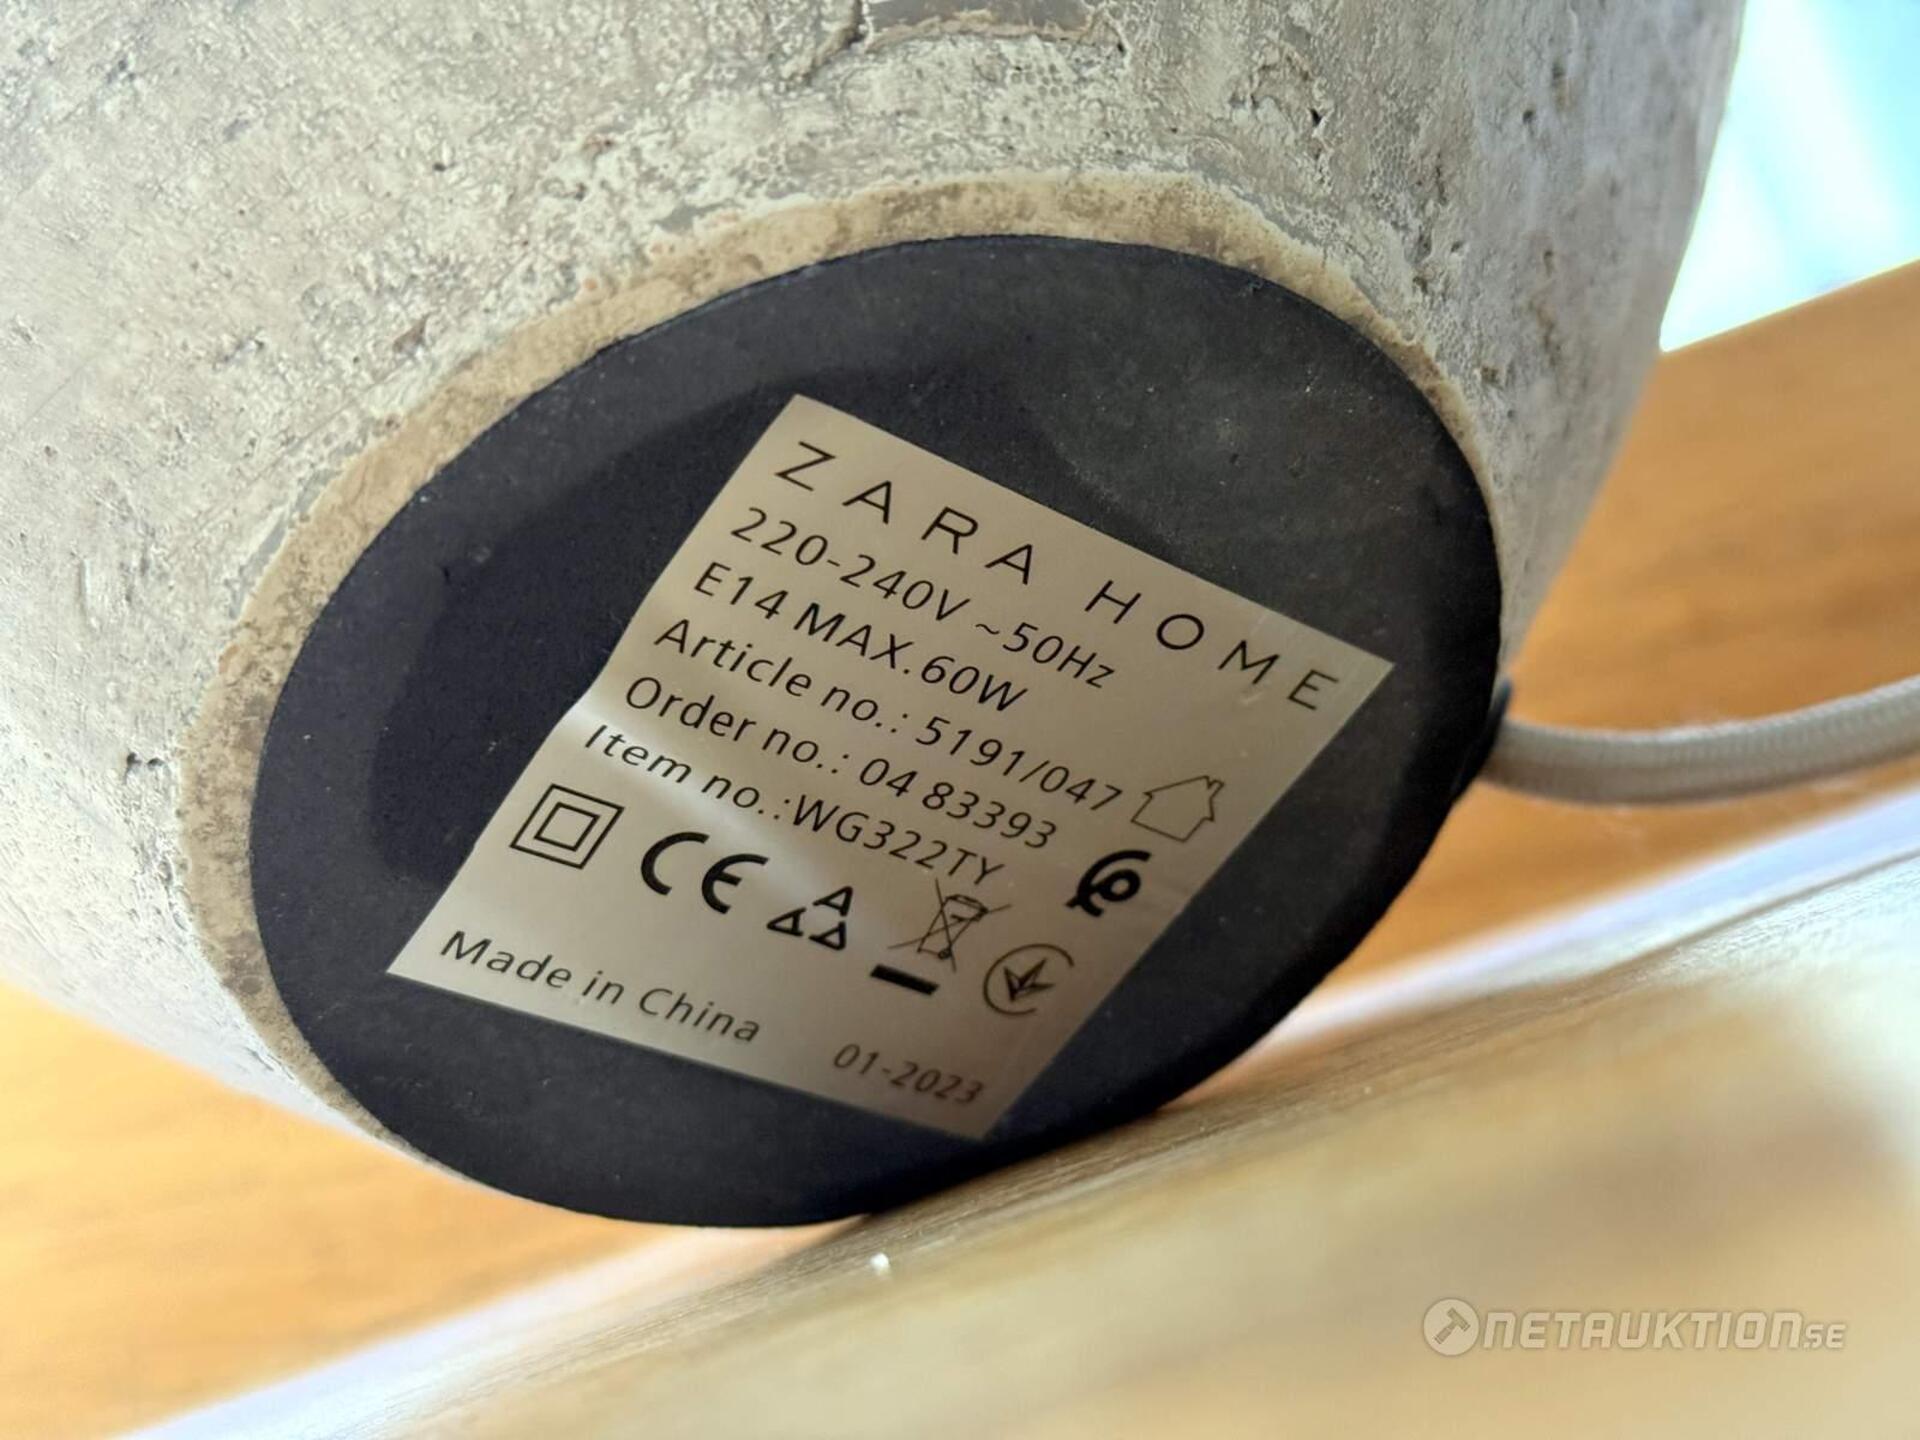 ZARA HOME
220-240V ~50Hz
E14 MAX.60W
Article no.: 5191/047
Order no.: 04 83393
Item no.:WG322TY
CE
Made in China
01-2023
NETAUKTION.SE